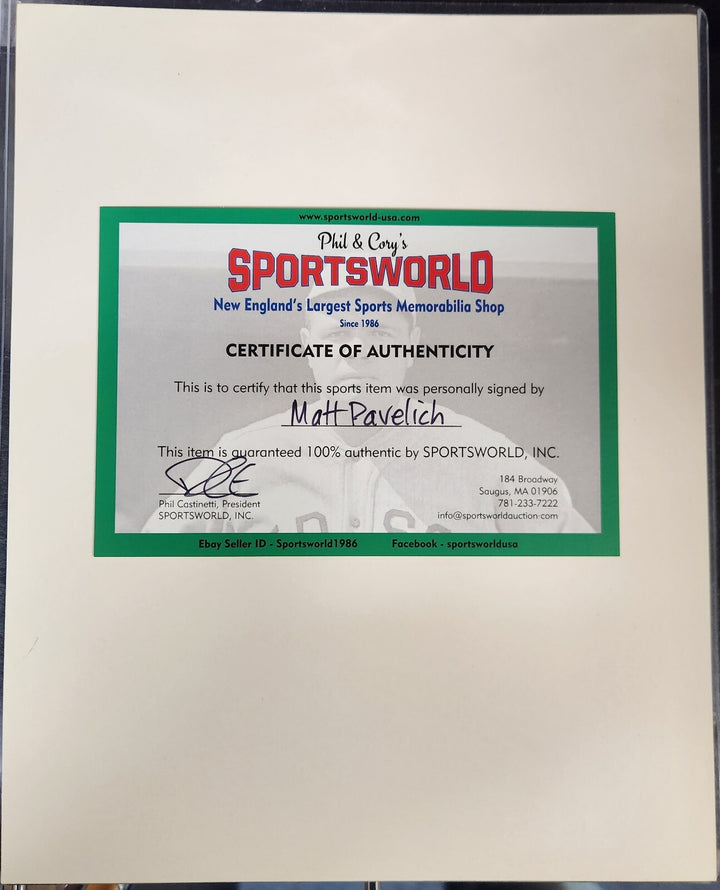 www.sportsworld-usa.com
Phil & Cory's
SPORTSWORLD
New England's Largest Sports Memorabilia Shop
Since 1986
CERTIFICATE OF AUTHENTICITY
This is to certify that this sports item was personally signed by
Matt Pavelich
This item is guaranteed 100% authentic by SPORTSWORLD, INC.
Phil Castinetti, President
SPORTSWORLD, INC.
184 Broadway
Saugus, MA 01906
781-233-7222
info@sportsworldauction.com
Ebay Seller ID - Sportsworld1986 Facebook - sportsworldusa